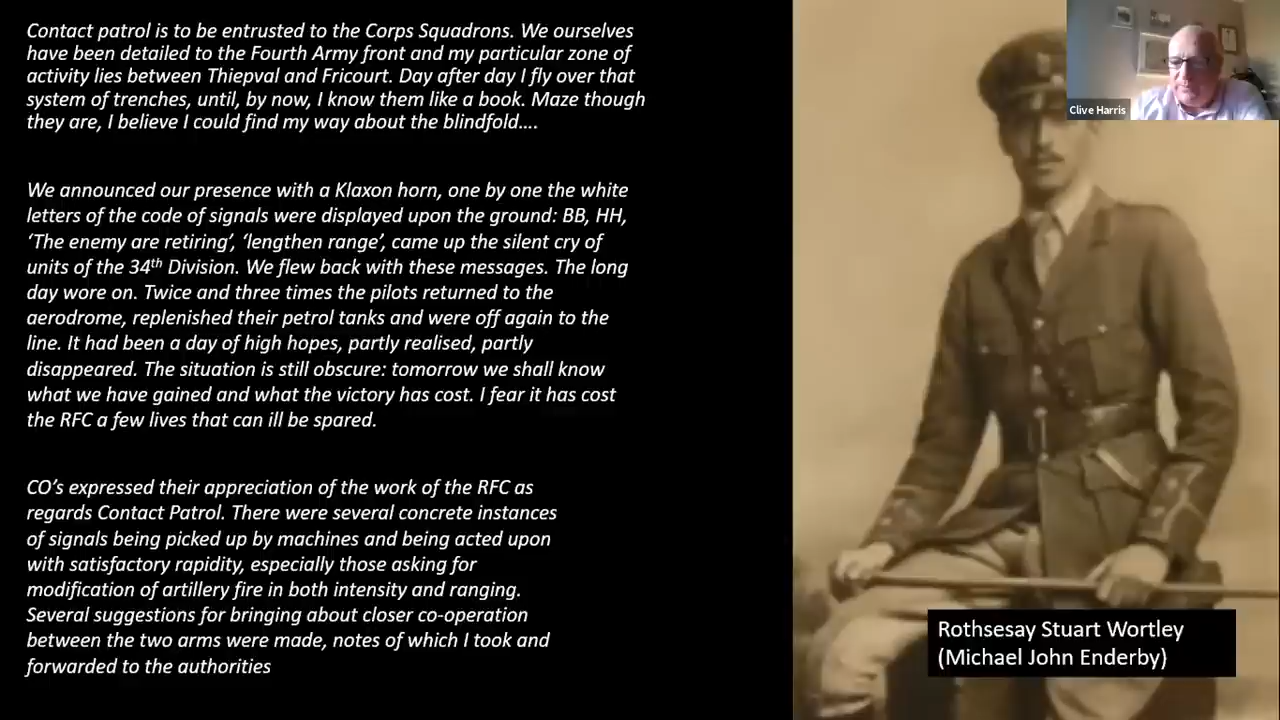 Contact patrol is to be entrusted to the Corps Squadrons. We ourselves
have been detailed to the Fourth Army front and my particular zone of
activity lies between Thiepval and Fricourt. Day after day I fly over that
system of trenches, until, by now, I know them like a book. Maze though
they are, I believe I could find my way about the blindfold….
We announced our presence with a Klaxon horn, one by one the white
letters of the code of signals were displayed upon the ground: BB, HH,
‘The enemy are retiring’, ‘lengthen range’, came up the silent cry of
units of the 34th Division. We flew back with these messages. The long
day wore on. Twice and three times the pilots returned to the
aerodrome, replenished their petrol tanks and were off again to the
line. It had been a day of high hopes, partly realised, partly
disappeared. The situation is still obscure: tomorrow we shall know
what we have gained and what the victory has cost. I fear it has cost
the RFC a few lives that can ill be spared.
CO’s expressed their appreciation of the work of the RFC as
regards Contact Patrol. There were several concrete instances
of signals being picked up by machines and being acted upon
with satisfactory rapidity, especially those asking for
modification of artillery fire in both intensity and ranging.
Several suggestions for bringing about closer co-operation
between the two arms were made, notes of which I took and
forwarded to the authorities
Clive Harris
Rothsesay Stuart Wortley
(Michael John Enderby)